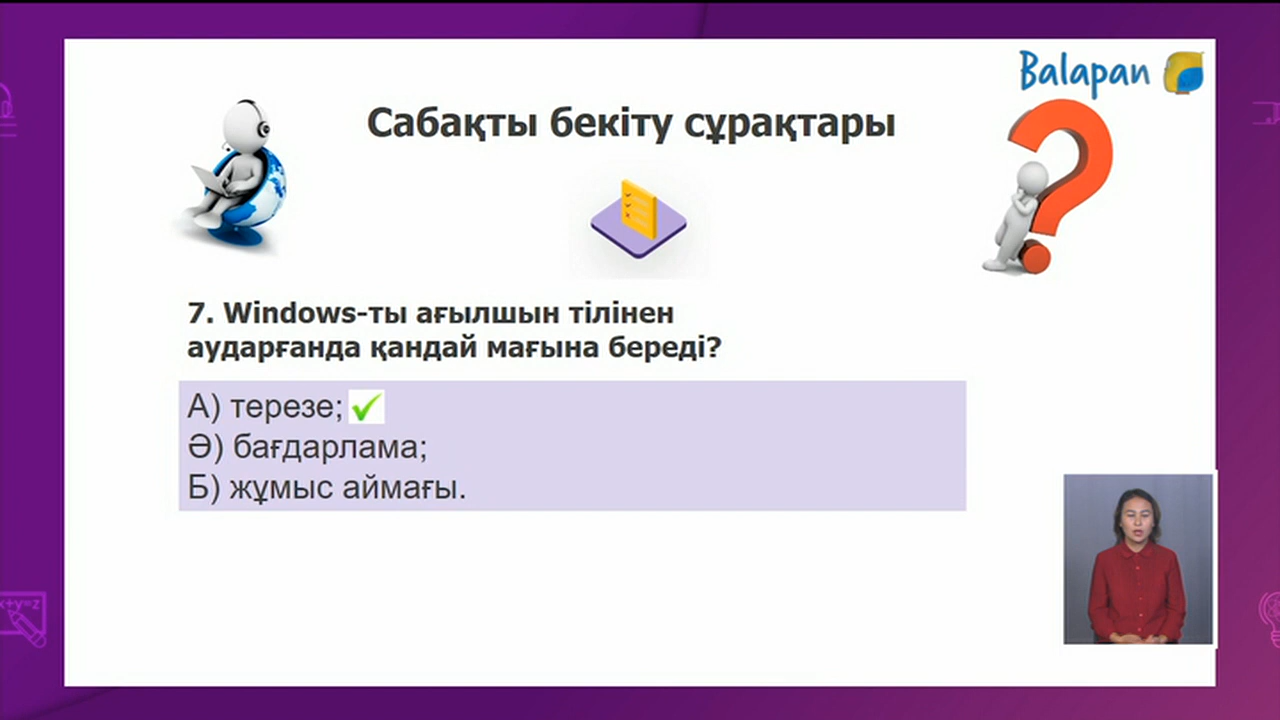 Balapan
Сабақты бекіту сұрақтары
7. Windows-ты ағылшын тілінен
аударғанда қандай мағына береді?
А) терезе;
Ә) бағдарлама;
Б) жұмыс аймағы.
x+y=z